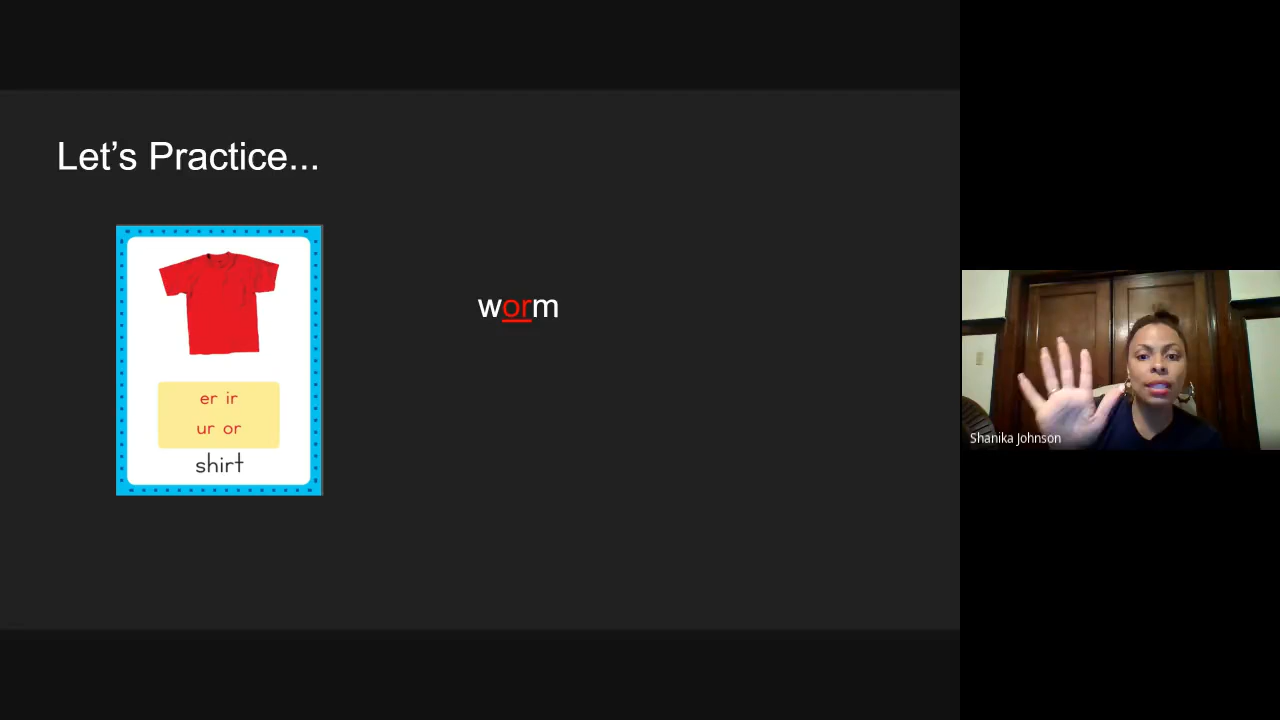 Let's Practice...
er ir
ur or
shirt
worm
Shanika Johnson